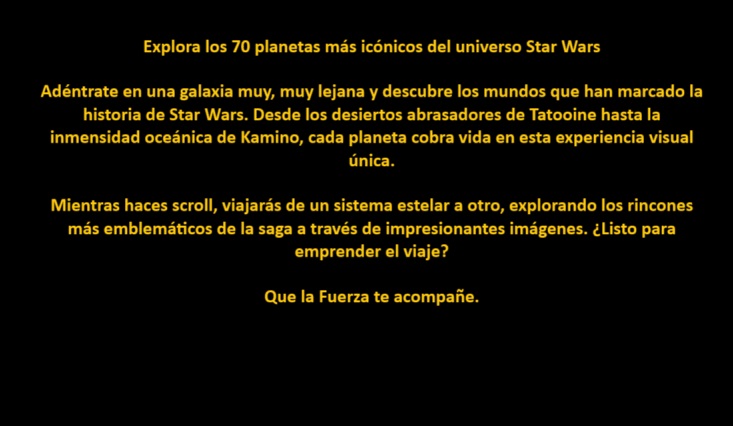 Explora los 70 planetas más icónicos del universo Star Wars
Adéntrate en una galaxia muy, muy lejana y descubre los mundos que han marcado la
historia de Star Wars. Desde los desiertos abrasadores de Tatooine hasta la
inmensidad oceánica de Kamino, cada planeta cobra vida en esta experiencia visual
única.
Mientras haces scroll, viajarás de un sistema estelar a otro, explorando los rincones
más emblemáticos de la saga a través de impresionantes imágenes. ¿Listo para
emprender el viaje?
Que la Fuerza te acompañe.